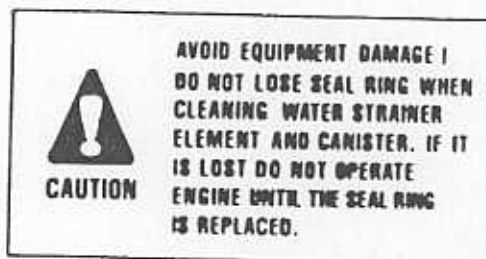 AVOID EQUIPMENT DAMAGE !
DO NOT LOSE SEAL RING WHEN
CLEANING WATER STRAINER
ELEMENT AND CANISTER. IF IT
IS LOST DO NOT OPERATE
ENGINE UNTIL THE SEAL RING
IS REPLACED.
CAUTION